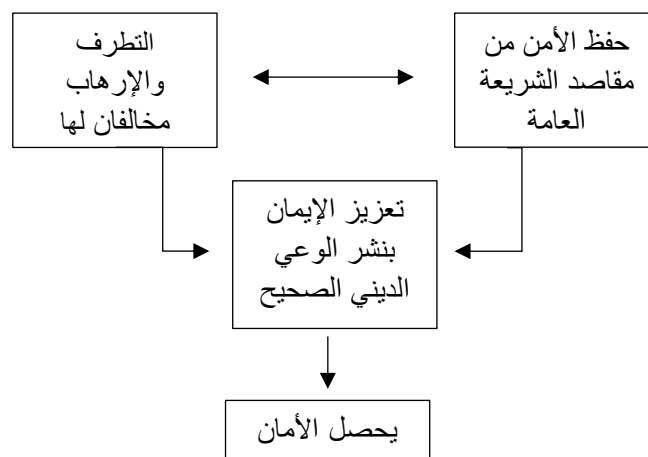 حفظ الأمن من
مقاصد الشريعة
العامة
التطرف
والإرهاب
مخالفان لها
تعزيز الإيمان
بنشر الوعي
الديني الصحيح
يحصل الأمان